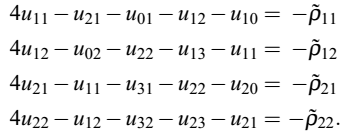 4u₁₁ − u₂₁ − u₀₁ − u₁₂ − u₁₀ = −ρ̃₁₁
4u₁₂ − u₀₂ − u₂₂ − u₁₃ − u₁₁ = −ρ̃₁₂
4u₂₁ − u₁₁ − u₃₁ − u₂₂ − u₂₀ = −ρ̃₂₁
4u₂₂ − u₁₂ − u₃₂ − u₂₃ − u₂₁ = −ρ̃₂₂.